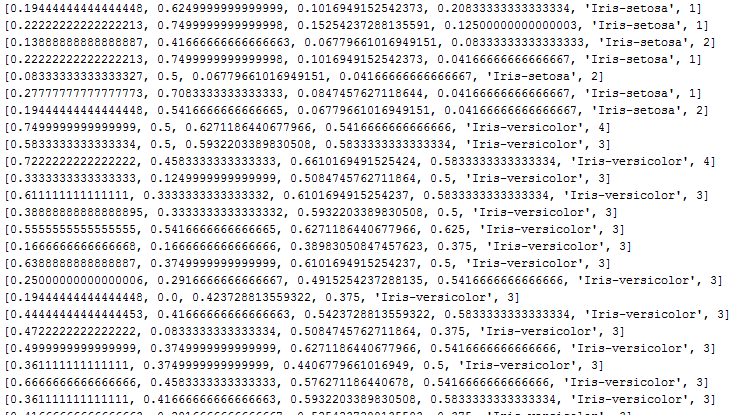 [0.19444444444444448, 0.6249999999999999, 0.1016949152542373, 0.20833333333333334, 'Iris-setosa', 1]
[0.22222222222222213, 0.7499999999999998, 0.15254237288135591, 0.12500000000000003, 'Iris-setosa', 1]
[0.13888888888888887, 0.41666666666666663, 0.06779661016949151, 0.08333333333333333, 'Iris-setosa', 2]
[0.22222222222222213, 0.7499999999999998, 0.1016949152542373, 0.04166666666666667, 'Iris-setosa', 1]
[0.08333333333333327, 0.5, 0.06779661016949151, 0.04166666666666667, 'Iris-setosa', 2]
[0.27777777777777773, 0.7083333333333333, 0.0847457627118644, 0.04166666666666667, 'Iris-setosa', 1]
[0.19444444444444448, 0.5416666666666665, 0.06779661016949151, 0.04166666666666667, 'Iris-setosa', 2]
[0.7499999999999999, 0.5, 0.6271186440677966, 0.5416666666666666, 'Iris-versicolor', 4]
[0.5833333333333334, 0.5, 0.5932203389830508, 0.5833333333333334, 'Iris-versicolor', 3]
[0.7222222222222222, 0.4583333333333333, 0.6610169491525424, 0.5833333333333334, 'Iris-versicolor', 4]
[0.3333333333333333, 0.1249999999999999, 0.5084745762711864, 0.5, 'Iris-versicolor', 3]
[0.611111111111111, 0.3333333333333332, 0.6101694915254237, 0.5833333333333334, 'Iris-versicolor', 3]
[0.38888888888888895, 0.3333333333333332, 0.5932203389830508, 0.5, 'Iris-versicolor', 3]
[0.5555555555555555, 0.5416666666666665, 0.6271186440677966, 0.625, 'Iris-versicolor', 3]
[0.1666666666666668, 0.1666666666666666, 0.38983050847457623, 0.375, 'Iris-versicolor', 3]
[0.6388888888888887, 0.3749999999999999, 0.6101694915254237, 0.5, 'Iris-versicolor', 3]
[0.25000000000000006, 0.2916666666666667, 0.4915254237288135, 0.5416666666666666, 'Iris-versicolor', 3]
[0.19444444444444448, 0.0, 0.423728813559322, 0.375, 'Iris-versicolor', 3]
[0.44444444444444453, 0.41666666666666663, 0.5423728813559322, 0.5833333333333334, 'Iris-versicolor', 3]
[0.4722222222222222, 0.0833333333333334, 0.5084745762711864, 0.375, 'Iris-versicolor', 3]
[0.4999999999999999, 0.3749999999999999, 0.6271186440677966, 0.5416666666666666, 'Iris-versicolor', 3]
[0.361111111111111, 0.3749999999999999, 0.4406779661016949, 0.5, 'Iris-versicolor', 3]
[0.6666666666666666, 0.4583333333333333, 0.576271186440678, 0.5416666666666666, 'Iris-versicolor', 3]
[0.361111111111111, 0.41666666666666663, 0.5932203389830508, 0.5833333333333334, 'Iris-versicolor', 3]